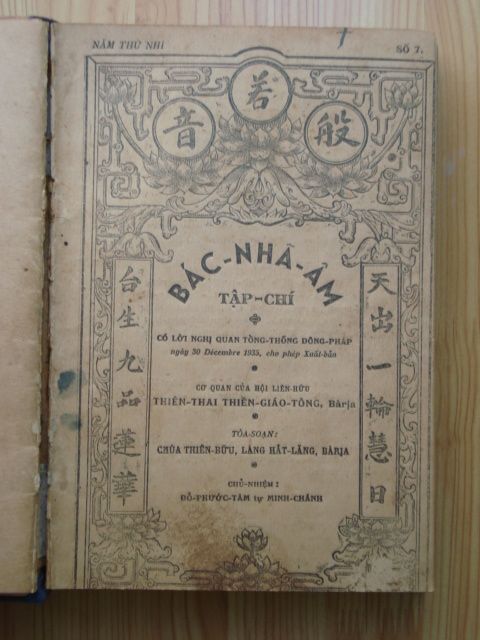 NĂM THỨ NHÌ
SỐ 7.
般若音
BÁC-NHÃ-ÂM
TẬP-CHÍ
CÓ LỜI NGHỊ QUAN TỔNG-THỐNG ĐÔNG-PHÁP
ngày 30 Décembre 1935, cho phép Xuất-bản
CƠ QUAN CỦA HỘI LIÊN-HỮU
THIÊN-THAI THIỀN-GIÁO-TÔNG, Bàrịa
TÒA-SOẠN:
CHÙA THIÊN-BỬU, LÀNG HẮT-LĂNG, BÀRỊA
CHỦ-NHIỆM:
ĐỖ-PHƯỚC-TÂM tự MINH-CHÁNH
天出一輪慧日
台生九品蓮華